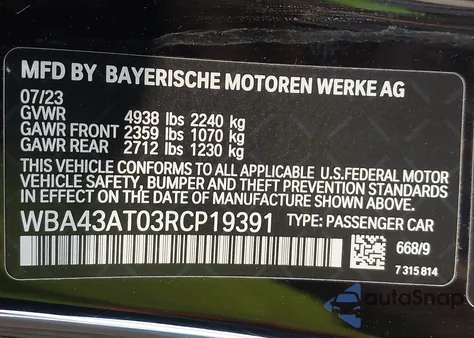 MFD BY BAYERISCHE MOTOREN WERKE AG
07/23
GVWR 4938 lbs 2240 kg
GAWR FRONT 2359 lbs 1070 kg
GAWR REAR 2712 lbs 1230 kg
THIS VEHICLE CONFORMS TO ALL APPLICABLE U.S.FEDERAL MOTOR
VEHICLE SAFETY, BUMPER AND THEFT PREVENTION STANDARDS
IN EFFECT ON THE DATE OF MANUFACTURE SHOWN ABOVE.
WBA43AT03RCP19391 TYPE: PASSENGER CAR
668/9
7 315 814
autoSnap